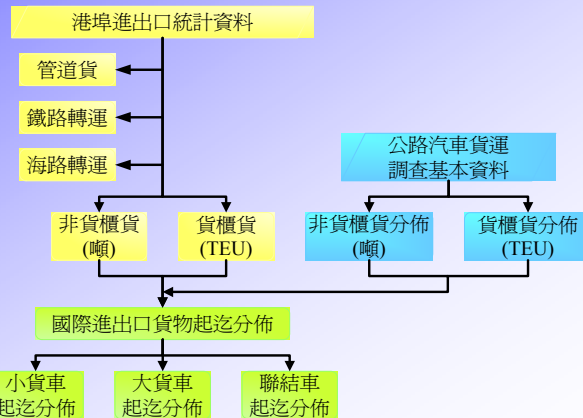 港埠進出口統計資料
管道貨
鐵路轉運
海路轉運
公路汽車貨運
調查基本資料
非貨櫃貨
(噸)
貨櫃貨
(TEU)
非貨櫃貨分佈
(噸)
貨櫃貨分佈
(TEU)
國際進出口貨物起迄分佈
小貨車
起迄分佈
大貨車
起迄分佈
聯結車
起迄分佈